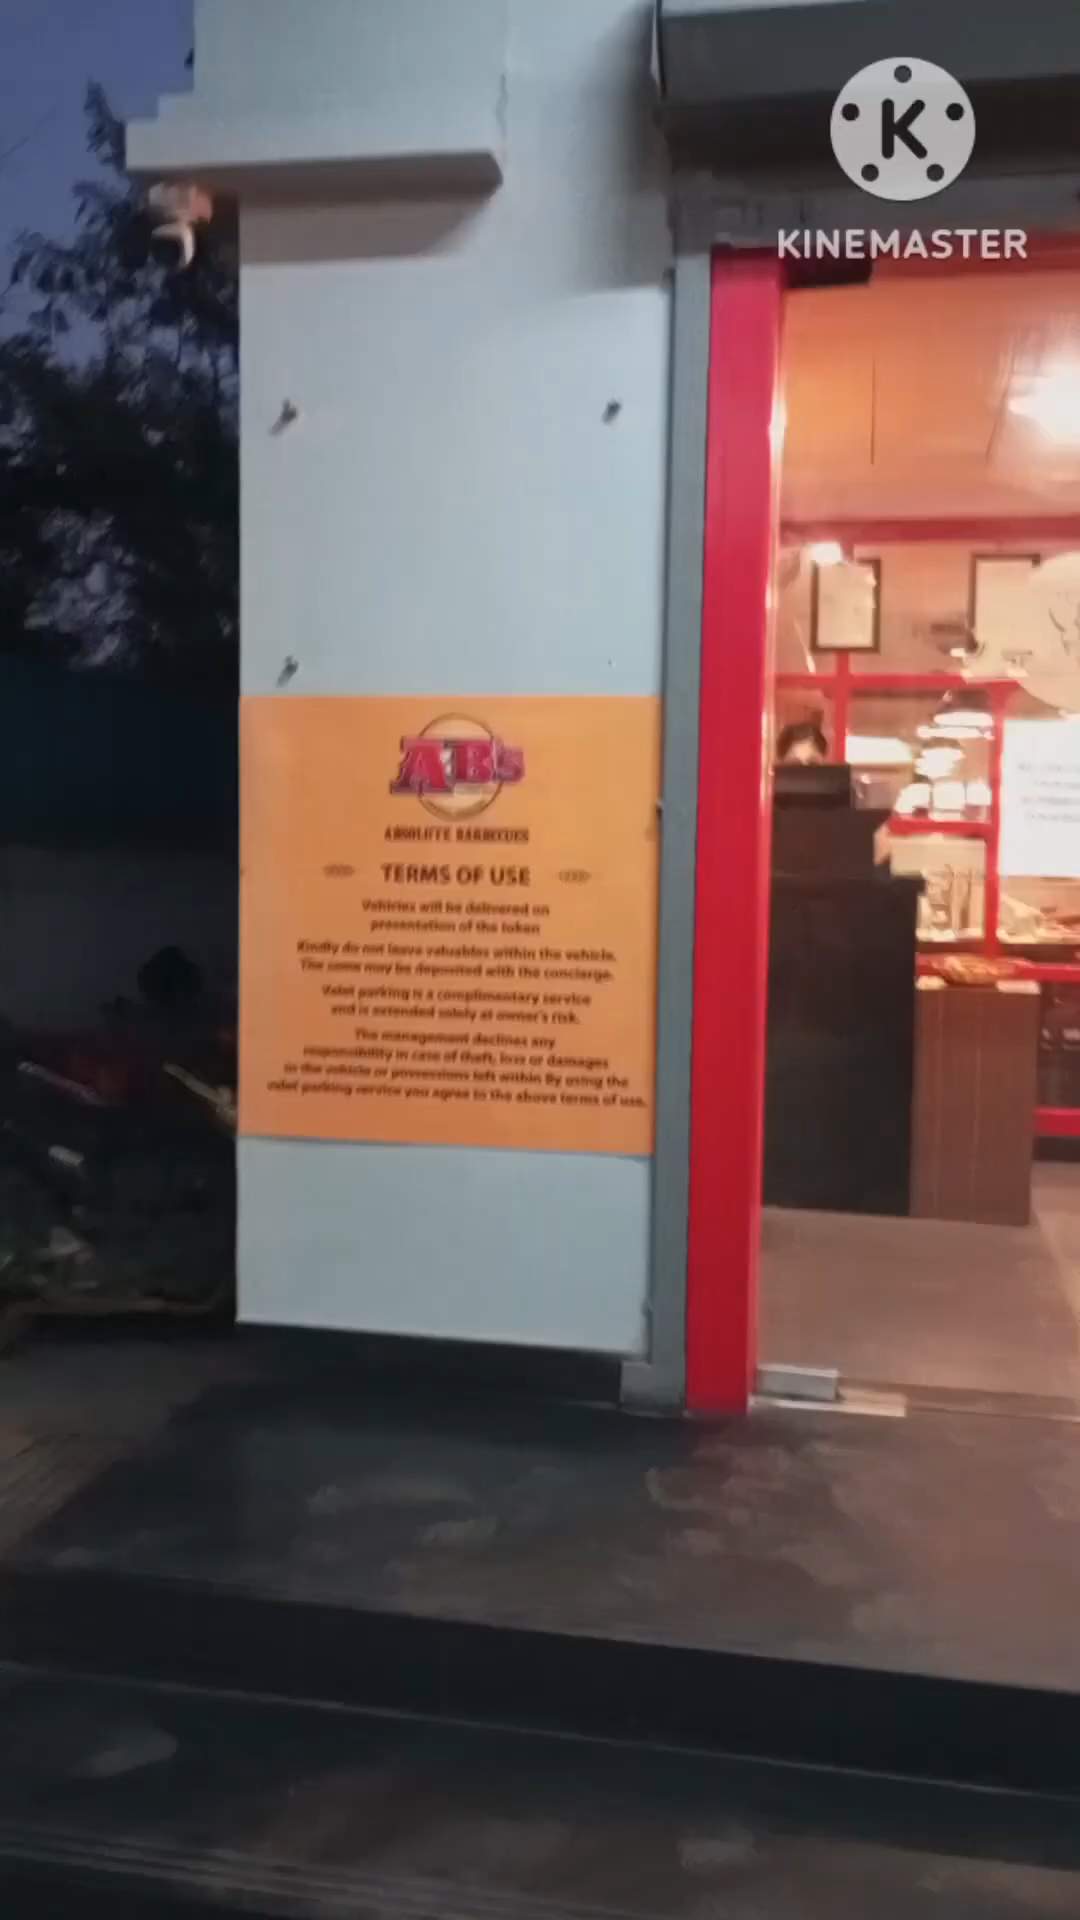 KINEMASTER
AB's
ABSOLUTE BARBECUES
TERMS OF USE
Vehicles will be delivered on
presentation of the token
Kindly do not leave valuables within the vehicle.
The same may be deposited with the concierge.
Valet parking is a complimentary service
and is extended solely at owner's risk.
The management declines any
responsibility in case of theft, loss or damages
to the vehicle or possessions left within By using the
valet parking service you agree to the above terms of use.